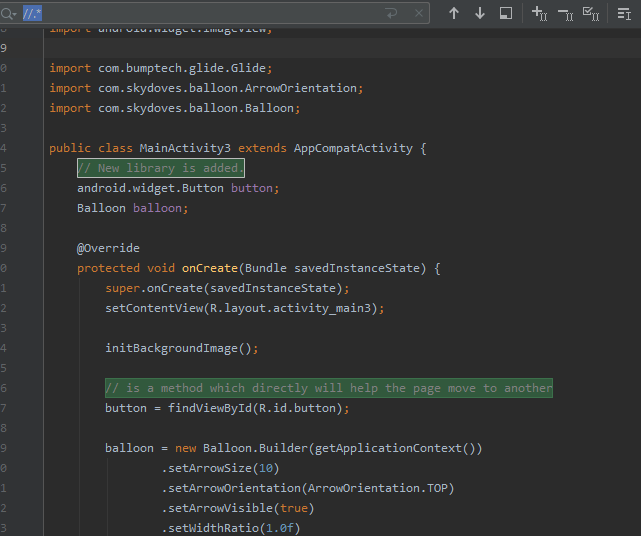 //.*
import android.widget.ImageView;
9
0 import com.bumptech.glide.Glide;
1 import com.skydoves.balloon.ArrowOrientation;
2 import com.skydoves.balloon.Balloon;
3
4 public class MainActivity3 extends AppCompatActivity {
5 // New library is added.
6 android.widget.Button button;
7 Balloon balloon;
8
9 @Override
0 protected void onCreate(Bundle savedInstanceState) {
1 super.onCreate(savedInstanceState);
2 setContentView(R.layout.activity_main3);
3
4 initBackgroundImage();
5
6 // is a method which directly will help the page move to another
7 button = findViewById(R.id.button);
8
9 balloon = new Balloon.Builder(getApplicationContext())
0 .setArrowSize(10)
1 .setArrowOrientation(ArrowOrientation.TOP)
2 .setArrowVisible(true)
3 .setWidthRatio(1.0f)